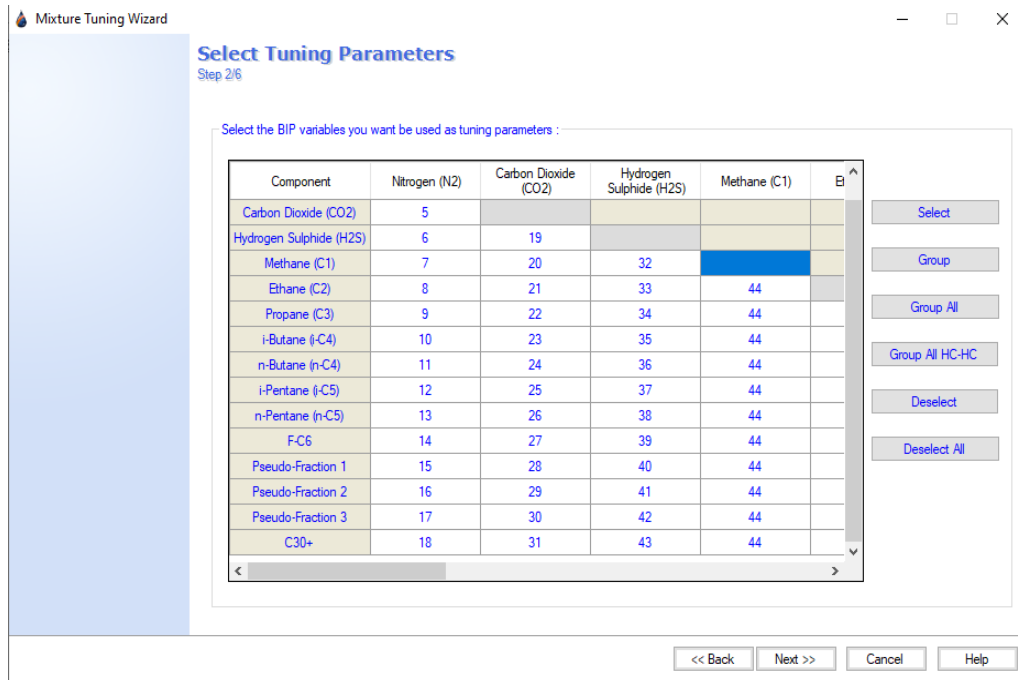 Mixture Tuning Wizard
Select Tuning Parameters
Step 2/6
Select the BIP variables you want be used as tuning parameters :
Component Nitrogen (N2) Carbon Dioxide (CO2) Hydrogen Sulphide (H2S) Methane (C1)
Carbon Dioxide (CO2) 5
Hydrogen Sulphide (H2S) 6 19
Methane (C1) 7 20 32
Ethane (C2) 8 21 33 44
Propane (C3) 9 22 34 44
i-Butane (i-C4) 10 23 35 44
n-Butane (n-C4) 11 24 36 44
i-Pentane (i-C5) 12 25 37 44
n-Pentane (n-C5) 13 26 38 44
F-C6 14 27 39 44
Pseudo-Fraction 1 15 28 40 44
Pseudo-Fraction 2 16 29 41 44
Pseudo-Fraction 3 17 30 42 44
C30+ 18 31 43 44
Select
Group
Group All
Group All HC-HC
Deselect
Deselect All
<< Back Next >> Cancel Help